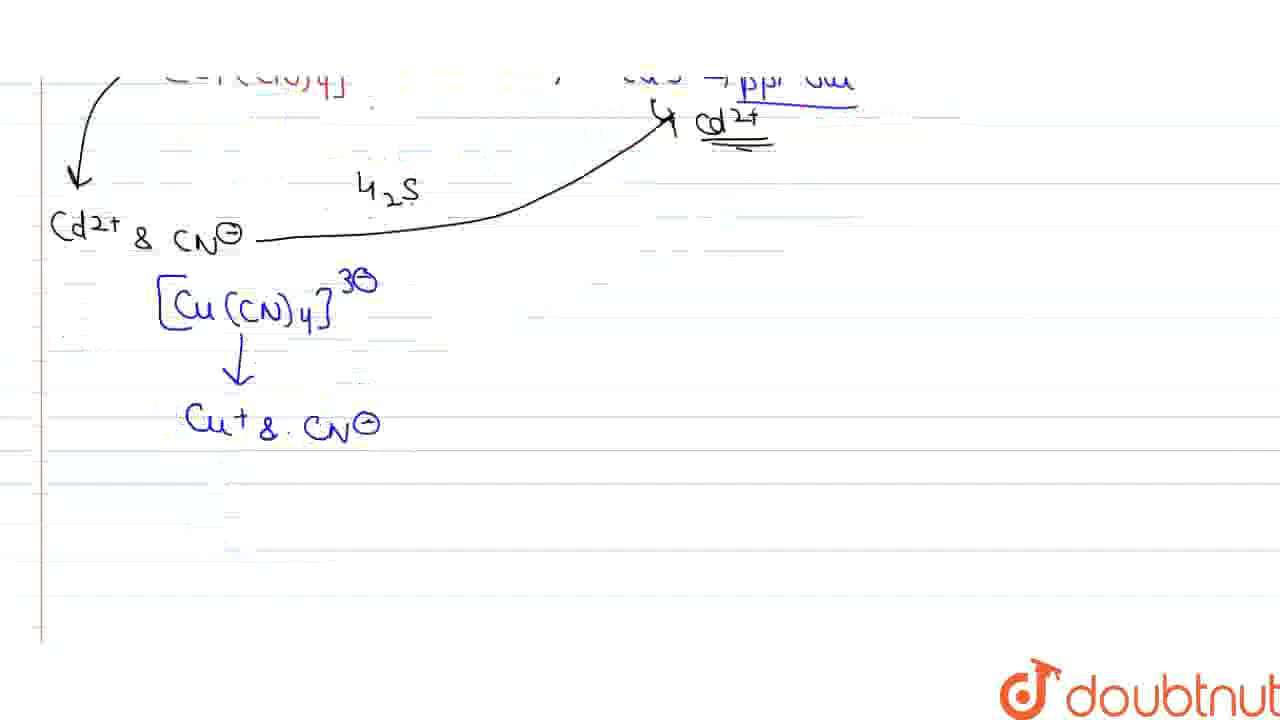 Cd2+
H2S
Cd2+ & CN⊖
[Cu(CN)4]3⊖
Cu+ & CN⊖
doubtnut